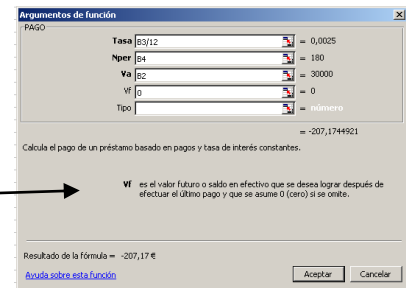 Argumentos de función
PAGO
Tasa B3/12 = 0,0025
Nper B4 = 180
Va B2 = 30000
Vf 0 = 0
Tipo = número
= -207,1744921
Calcula el pago de un préstamo basado en pagos y tasa de interés constantes.
Vf es el valor futuro o saldo en efectivo que se desea lograr después de
efectuar el último pago y que se asume 0 (cero) si se omite.
Resultado de la fórmula = -207,17 €
Ayuda sobre esta función Aceptar Cancelar